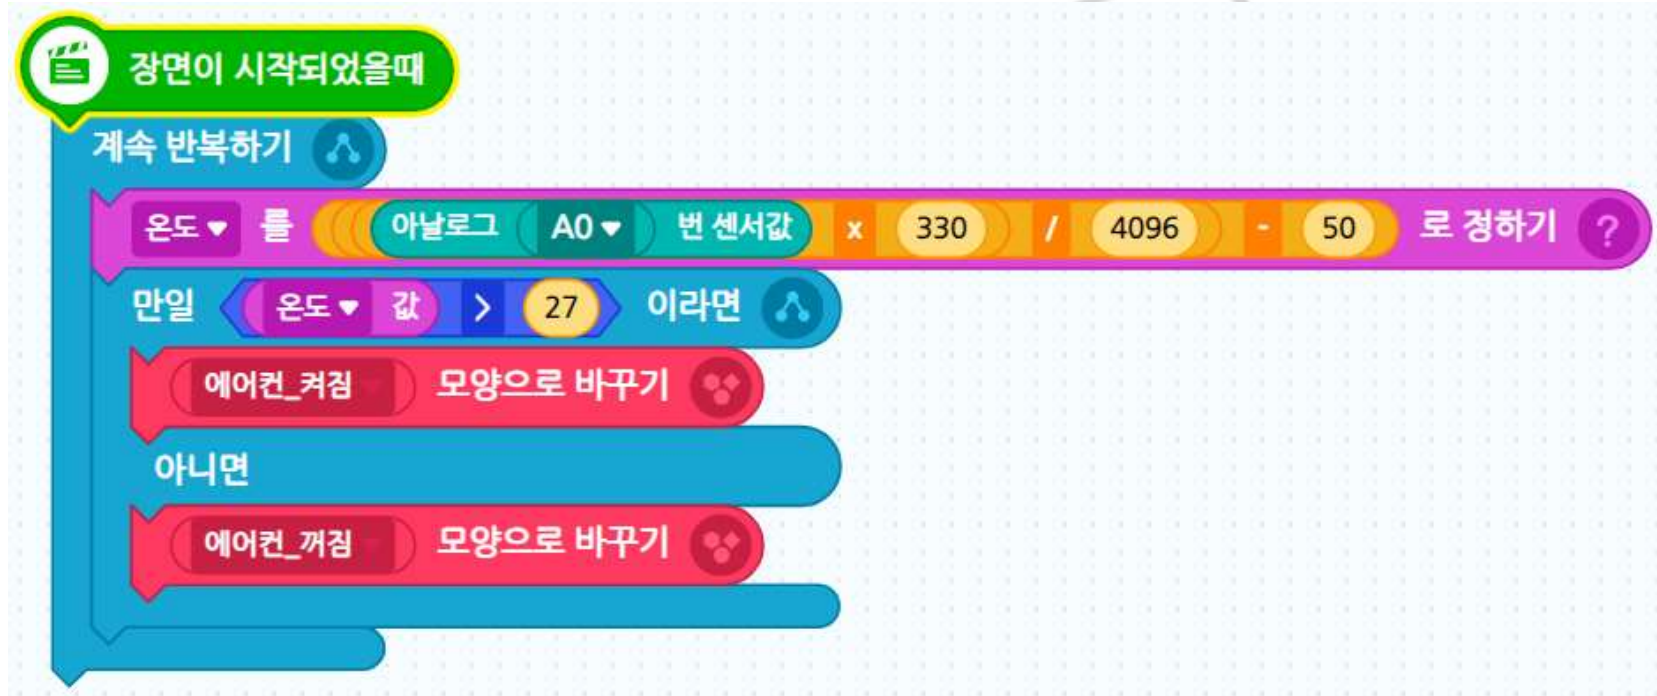 장면이 시작되었을때
계속 반복하기
온도 를 아날로그 A0 번 센서값 x 330 / 4096 - 50 로 정하기 ?
만일 온도 값 > 27 이라면
에어컨_켜짐 모양으로 바꾸기
아니면
에어컨_꺼짐 모양으로 바꾸기